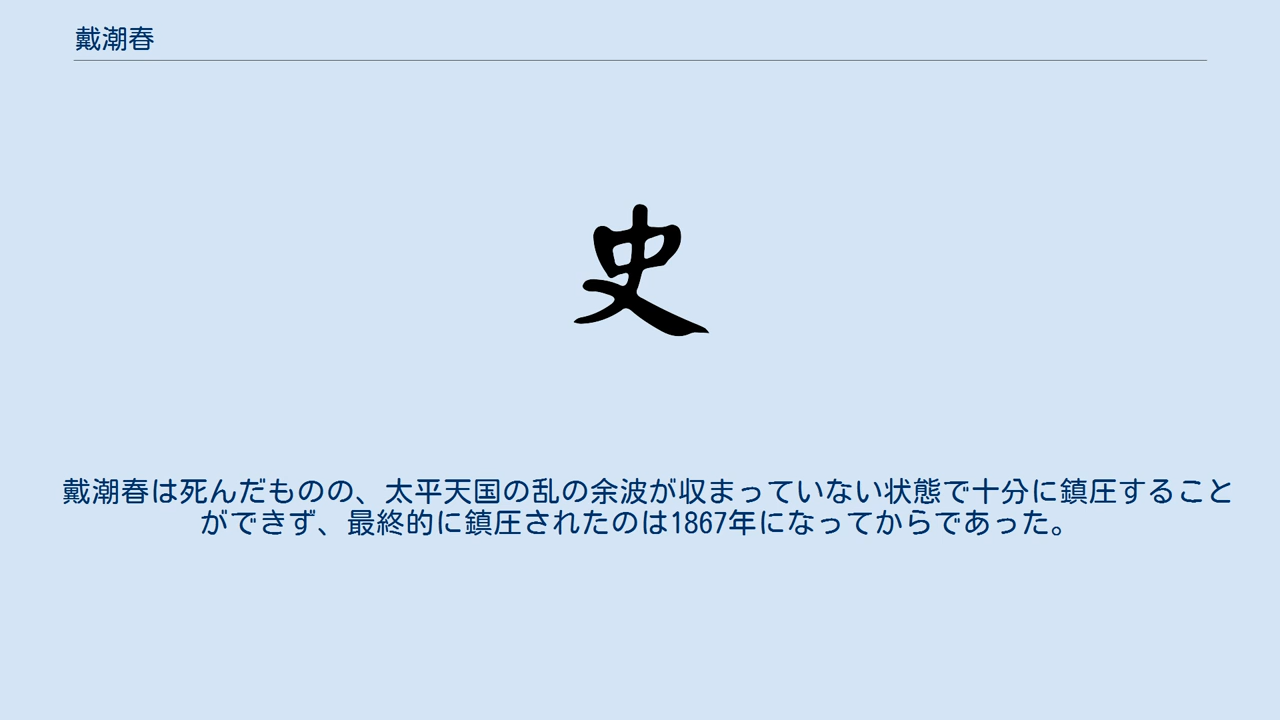 戴潮春
史
戴潮春は死んだものの、太平天国の乱の余波が収まっていない状態で十分に鎮圧すること
ができず、最終的に鎮圧されたのは1867年になってからであった。